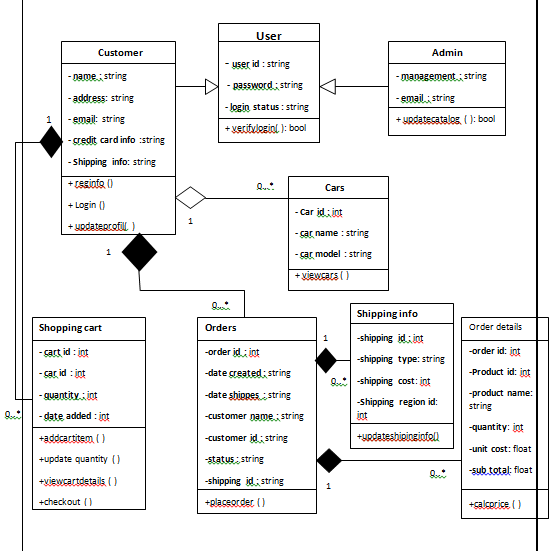 User
- user id : string
- password : string
- login status : string
+ verifylogin( ): bool
Customer
- name : string
- address: string
- email: string
- credit card info :string
- Shipping info: string
+ reginfo ()
+ Login ()
+ updateprofil( )
Admin
- management : string
- email : string
+ updatecatalog ( ): bool
1
0...*
1
Cars
- Car id : int
- car name : string
- car model : string
+ viewcars ( )
1
0...*
Shopping cart
- cart id : int
- car id : int
- quantity : int
- date added : int
+addcartitem ( )
+update quantity ( )
+viewcartdetails ( )
+checkout ( )
0...*
Orders
-order id : int
-date created : string
-date shippes : string
-customer name : string
-customer id : string
-status : string
-shipping id : string
+placeorder ( )
1
0...*
Shipping info
-shipping id : int
-shipping type: string
-shipping cost: int
-Shipping region id:
int
+updateshipinginfo()
1
0...*
Order details
-order id: int
-Product id: int
-product name:
string
-quantity: int
-unit cost: float
-sub total: float
+calcprice ( )